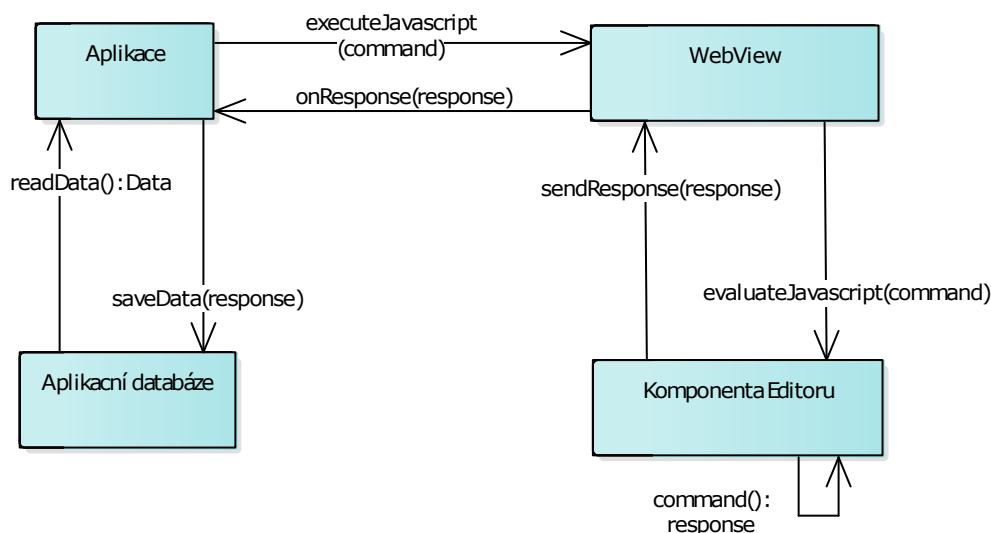 executeJavascript
(command)
Aplikace
WebView
onResponse(response)
readData(): Data
sendResponse(response)
saveData(response)
evaluateJavascript(command)
Aplikacní databáze
Komponenta Editoru
command():
response